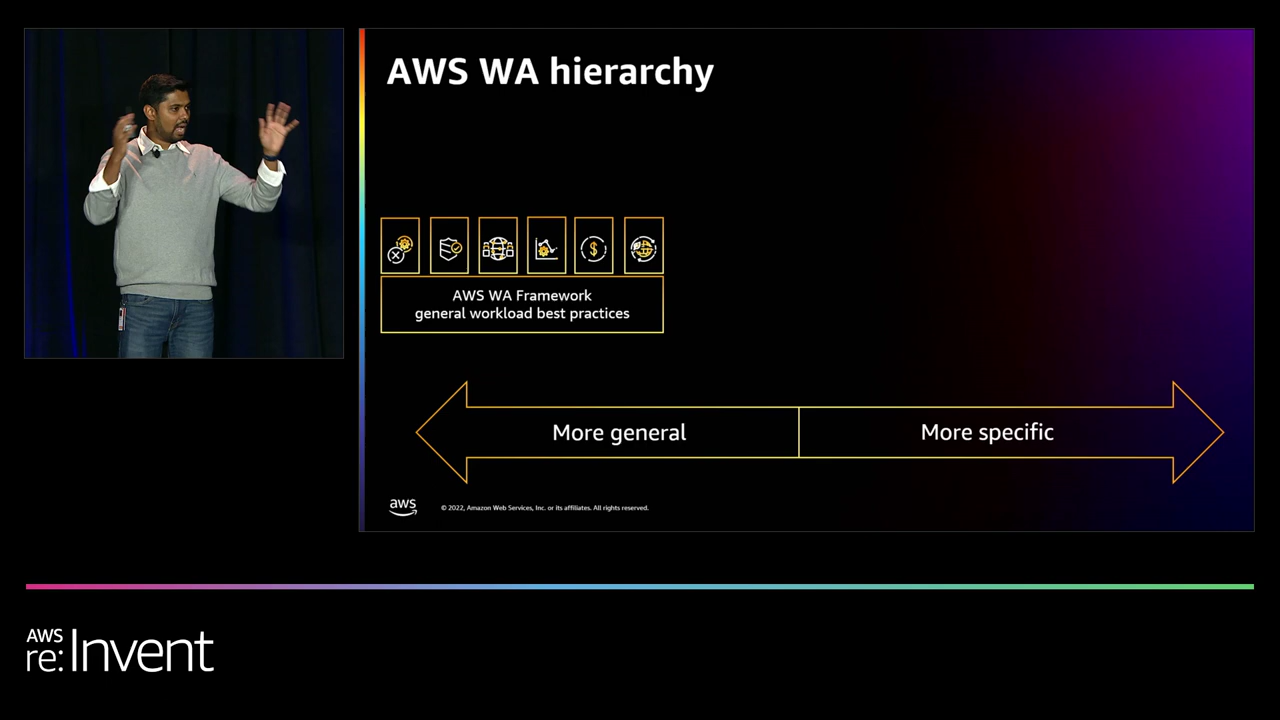 AWS WA hierarchy
AWS WA Framework
general workload best practices
More general
More specific
aws
© 2022, Amazon Web Services, Inc. or its affiliates. All rights reserved.
AWS
re:Invent